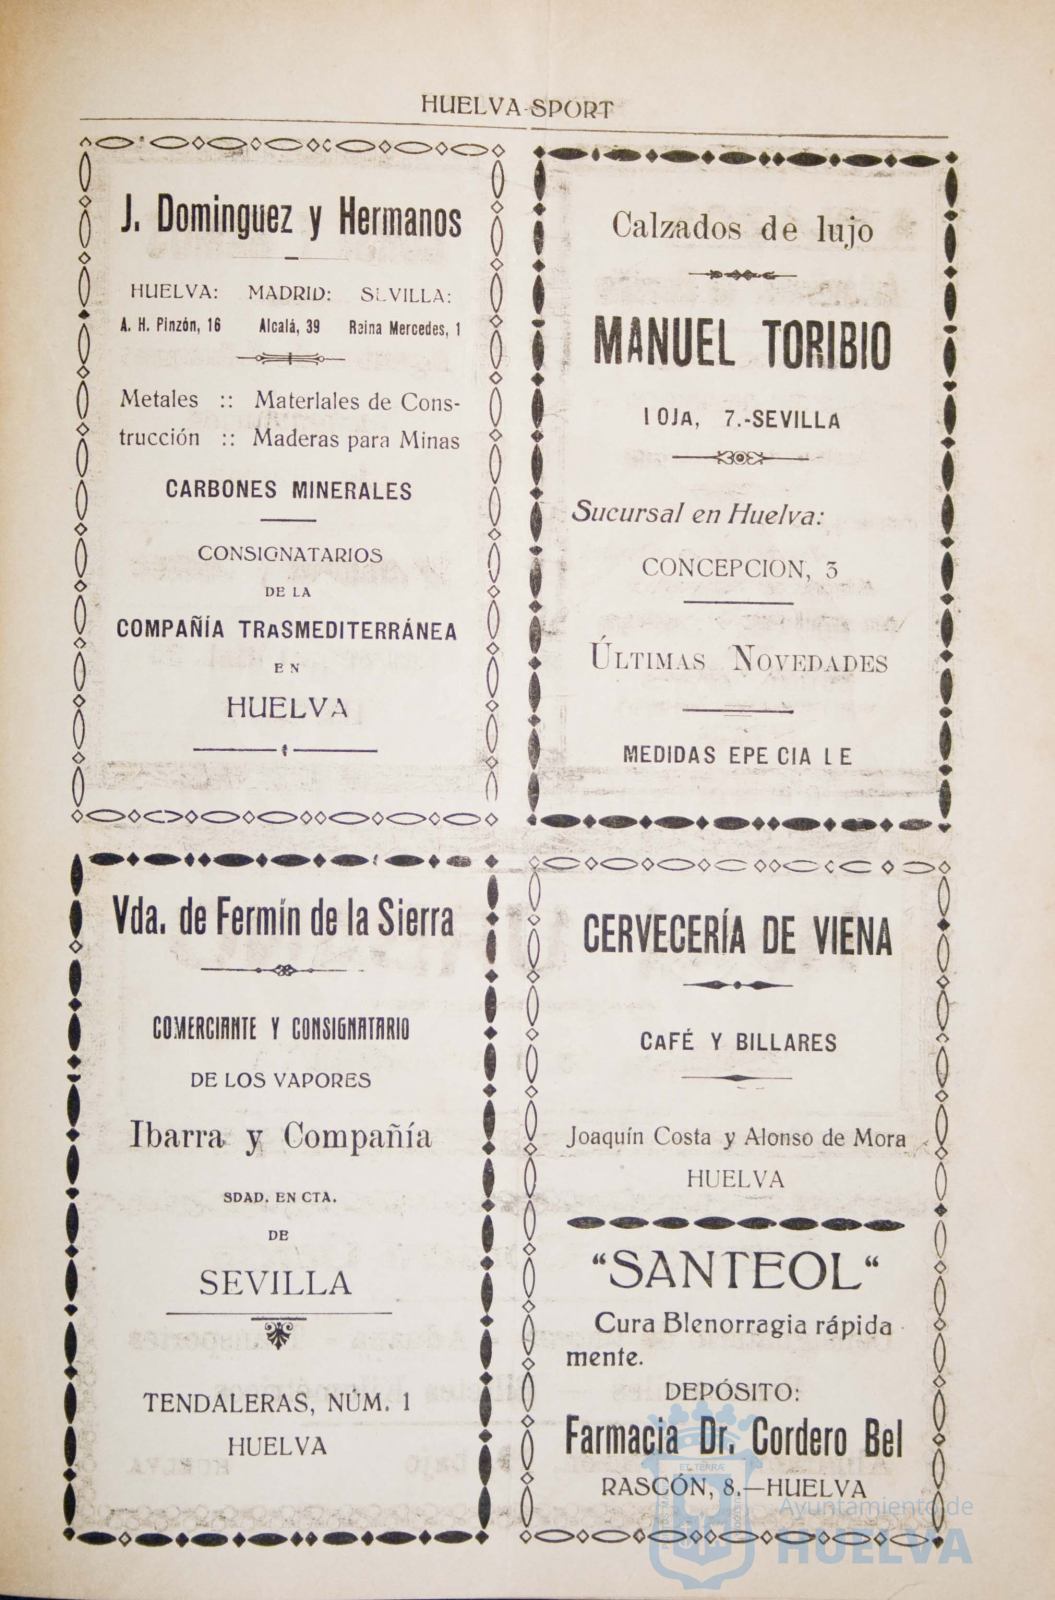 HUELVA-SPORT
J. Dominguez y Hermanos
HUELVA: MADRID: SEVILLA:
A. H. Pinzón, 16 Alcalá, 39 Reina Mercedes, 1
Metales :: Materlales de Cons-
trucción :: Maderas para Minas
CARBONES MINERALES
CONSIGNATARIOS
DE LA
COMPAÑÍA TRASMEDITERRÁNEA
EN
HUELVA
Calzados de lujo
MANUEL TORIBIO
IOJA, 7.-SEVILLA
Sucursal en Huelva:
CONCEPCION, 3
ÚLTIMAS NOVEDADES
MEDIDAS EPE CIA LE
Vda. de Fermín de la Sierra
COMERCIANTE Y CONSIGNATARIO
DE LOS VAPORES
Ibarra y Compañía
SDAD. EN CTA.
DE
SEVILLA
TENDALERAS, NÚM. 1
HUELVA
CERVECERÍA DE VIENA
CAFÉ Y BILLARES
Joaquín Costa y Alonso de Mora
HUELVA
“SANTEOL“
Cura Blenorragia rápida
mente.
DEPÓSITO:
Farmacia Dr. Cordero Bel
RASCÓN, 8.—HUELVA
Ayuntamiento de
HUELVA